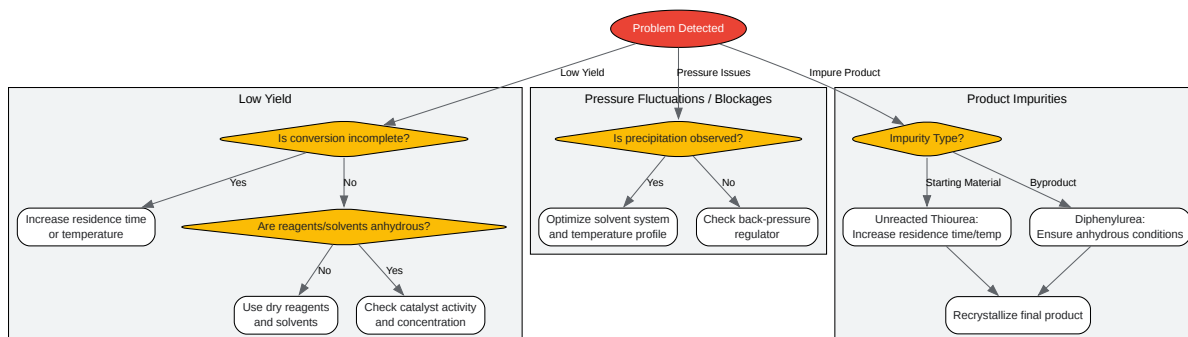 Problem Detected
Low Yield
Pressure Issues
Impure Product
Low Yield
Pressure Fluctuations / Blockages
Product Impurities
Is conversion incomplete?
Is precipitation observed?
Impurity Type?
Yes
No
Yes
No
Starting Material
Byproduct
Increase residence time
or temperature
Are reagents/solvents anhydrous?
Optimize solvent system
and temperature profile
Check back-pressure
regulator
Unreacted Thiourea:
Increase residence time/temp
Diphenylurea:
Ensure anhydrous conditions
No
Yes
Use dry reagents
and solvents
Check catalyst activity
and concentration
Recrystallize final product